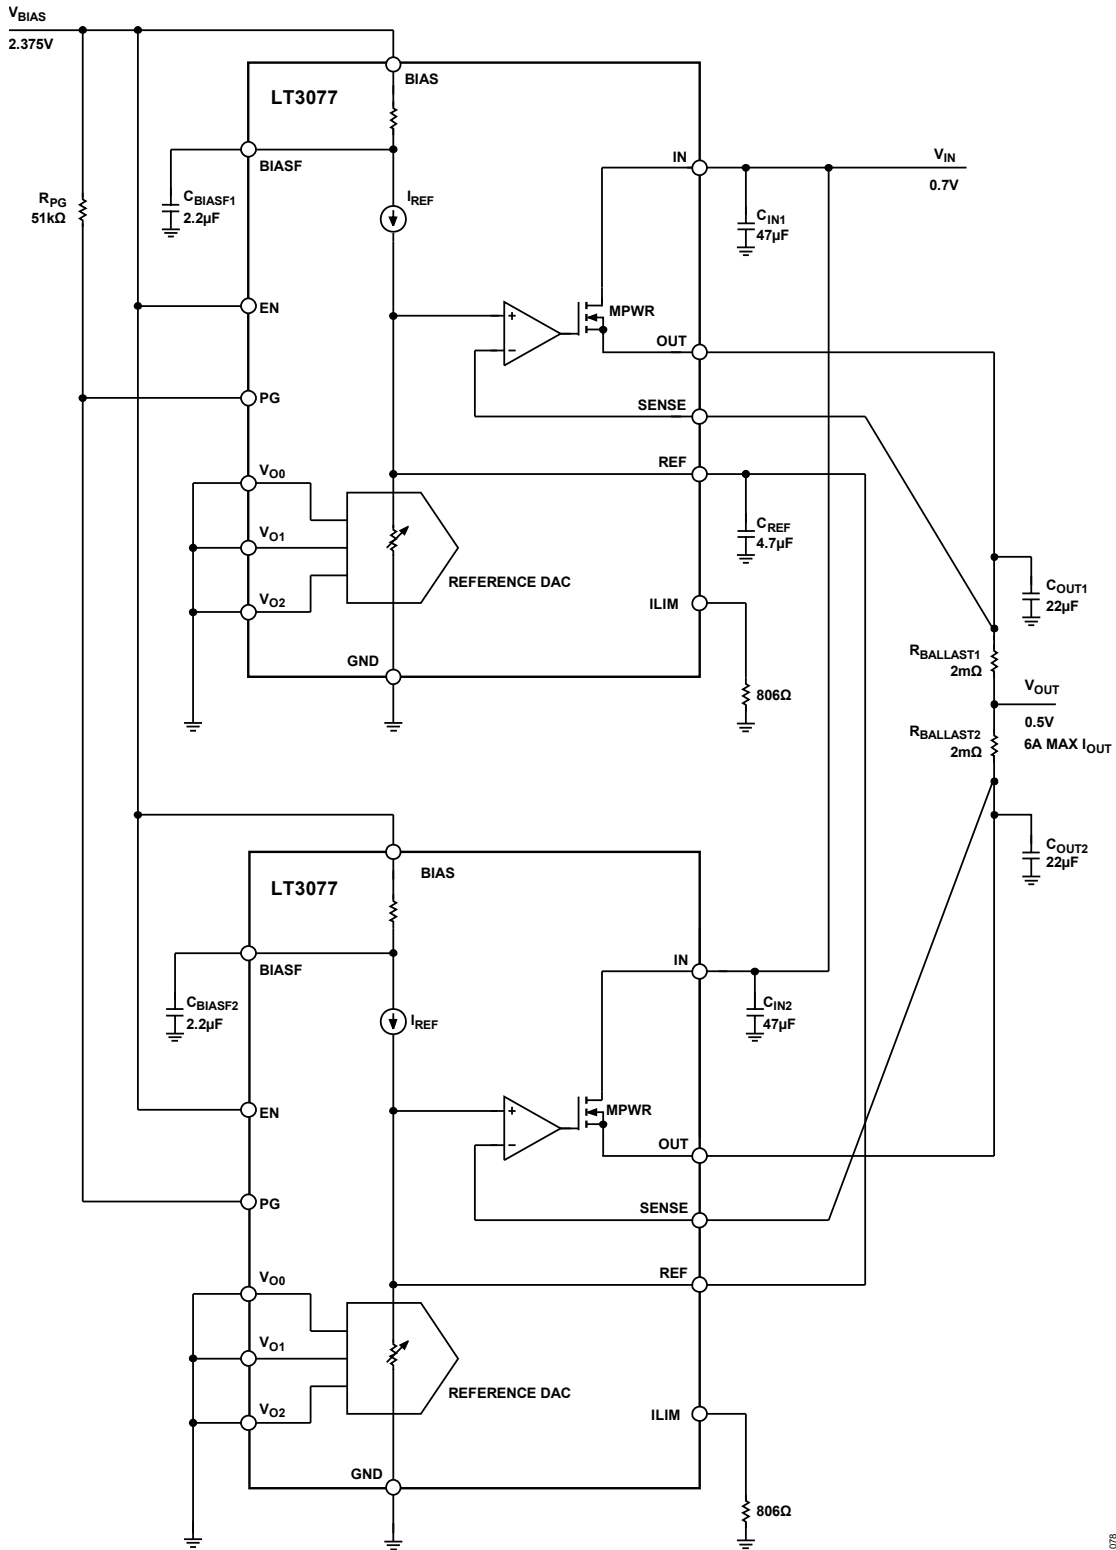 VBIAS
2.375V
BIAS
LT3077
BIASF
CBIASF1
2.2µF
RPG
51kΩ
IREF
IN
VIN
0.7V
CIN1
47µF
EN
+
−
MPWR
OUT
PG
SENSE
REF
VO0
VO1
VO2
REFERENCE DAC
CREF
4.7µF
ILIM
GND
806Ω
COUT1
22µF
RBALLAST1
2mΩ
VOUT
0.5V
6A MAX IOUT
RBALLAST2
2mΩ
COUT2
22µF
BIAS
LT3077
BIASF
CBIASF2
2.2µF
IREF
IN
CIN2
47µF
EN
+
−
MPWR
OUT
PG
SENSE
REF
VO0
VO1
VO2
REFERENCE DAC
ILIM
GND
806Ω
078